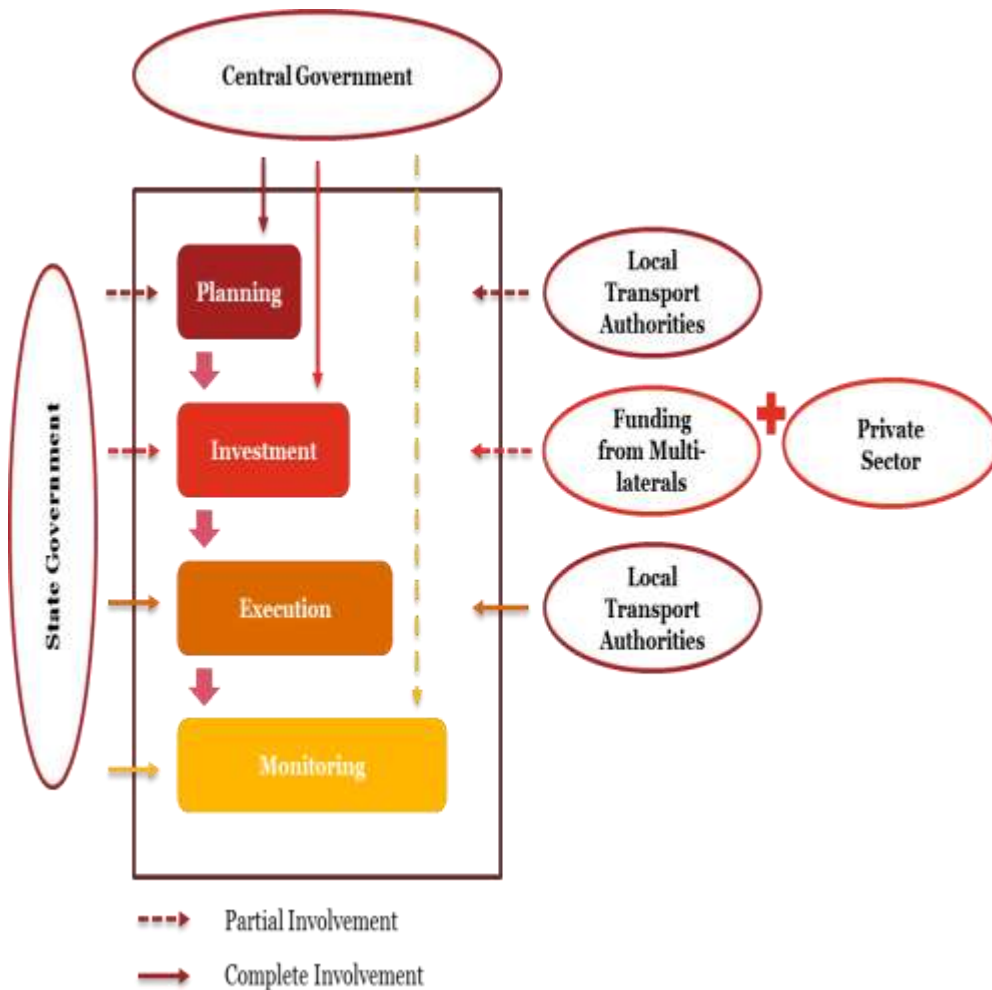 Central Government
State Government
Planning
Investment
Execution
Monitoring
Local
Transport
Authorities
Funding
from Multi-
laterals
Private
Sector
Local
Transport
Authorities
Partial Involvement
Complete Involvement